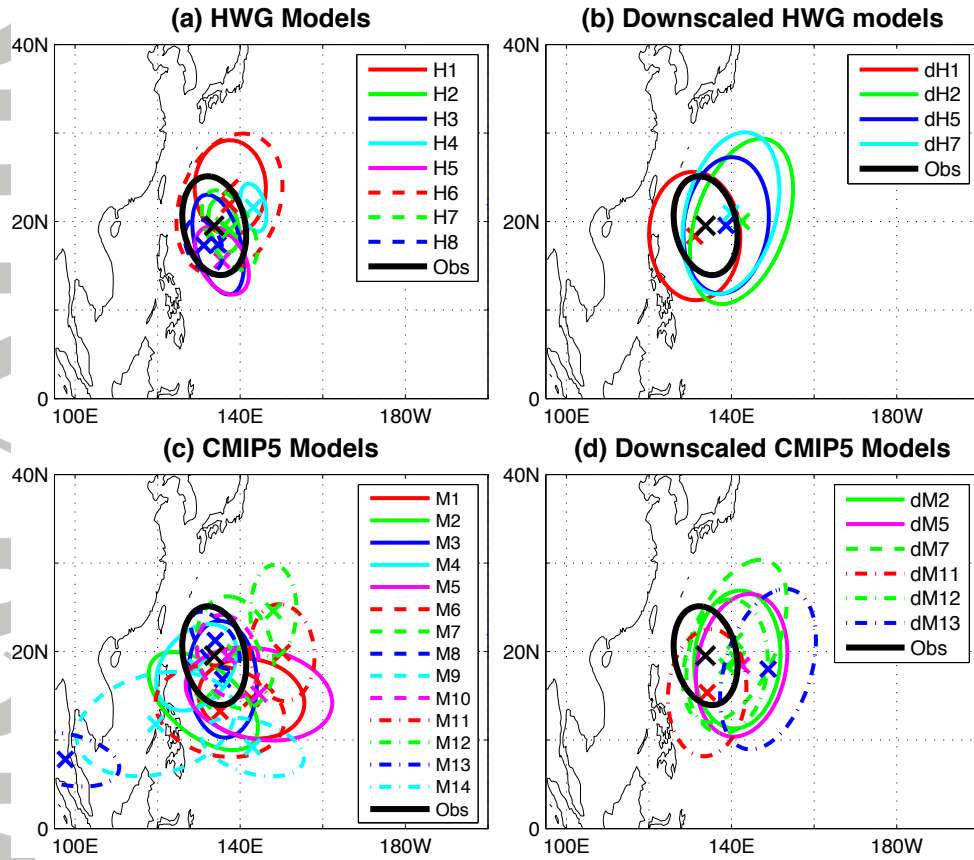 (a) HWG Models
40N
20N
0
100E 140E 180W
H1
H2
H3
H4
H5
H6
H7
H8
Obs
(b) Downscaled HWG models
40N
20N
0
100E 140E 180W
dH1
dH2
dH5
dH7
Obs
(c) CMIP5 Models
40N
20N
0
100E 140E 180W
M1
M2
M3
M4
M5
M6
M7
M8
M9
M10
M11
M12
M13
M14
Obs
(d) Downscaled CMIP5 Models
40N
20N
0
100E 140E 180W
dM2
dM5
dM7
dM11
dM12
dM13
Obs